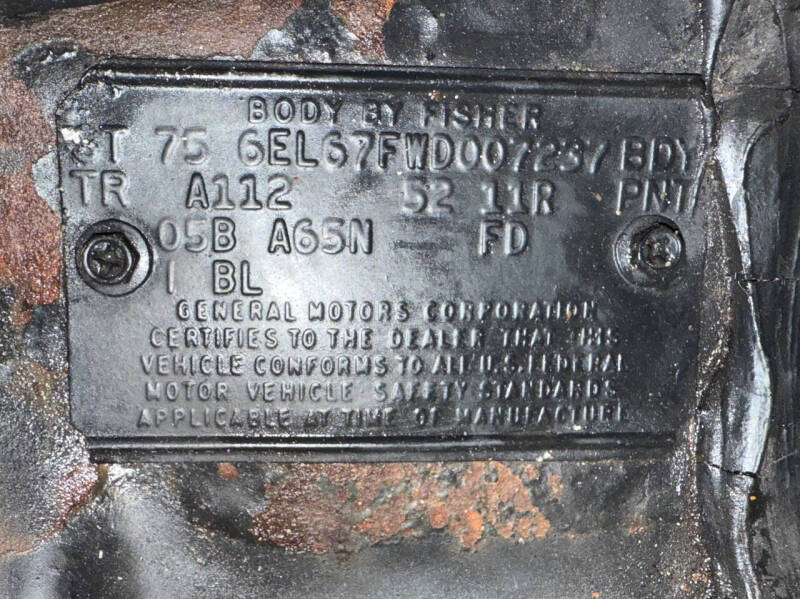 BODY BY FISHER
ST 75 6EL67FWD007237 BDY
TR A112 52 11R PNT
05B A65N FD
1 BL
GENERAL MOTORS CORPORATION
CERTIFIES TO THE DEALER THAT THIS
VEHICLE CONFORMS TO ALL U.S. FEDERAL
MOTOR VEHICLE SAFETY STANDARDS
APPLICABLE AT TIME OF MANUFACTURE